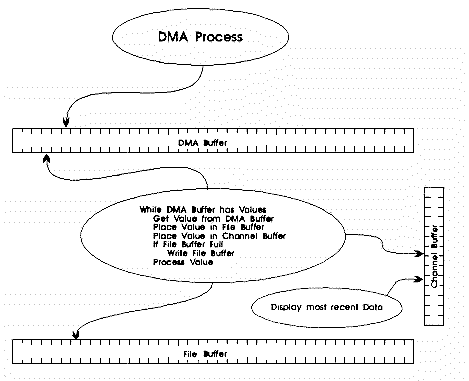 DMA Process
DMA Buffer
While DMA Buffer has Values
Get Value from DMA Buffer
Place Value in File Buffer
Place Value in Channel Buffer
If File Buffer Full
Write File Buffer
Process Value
Channel Buffer
Display most recent Data
File Buffer